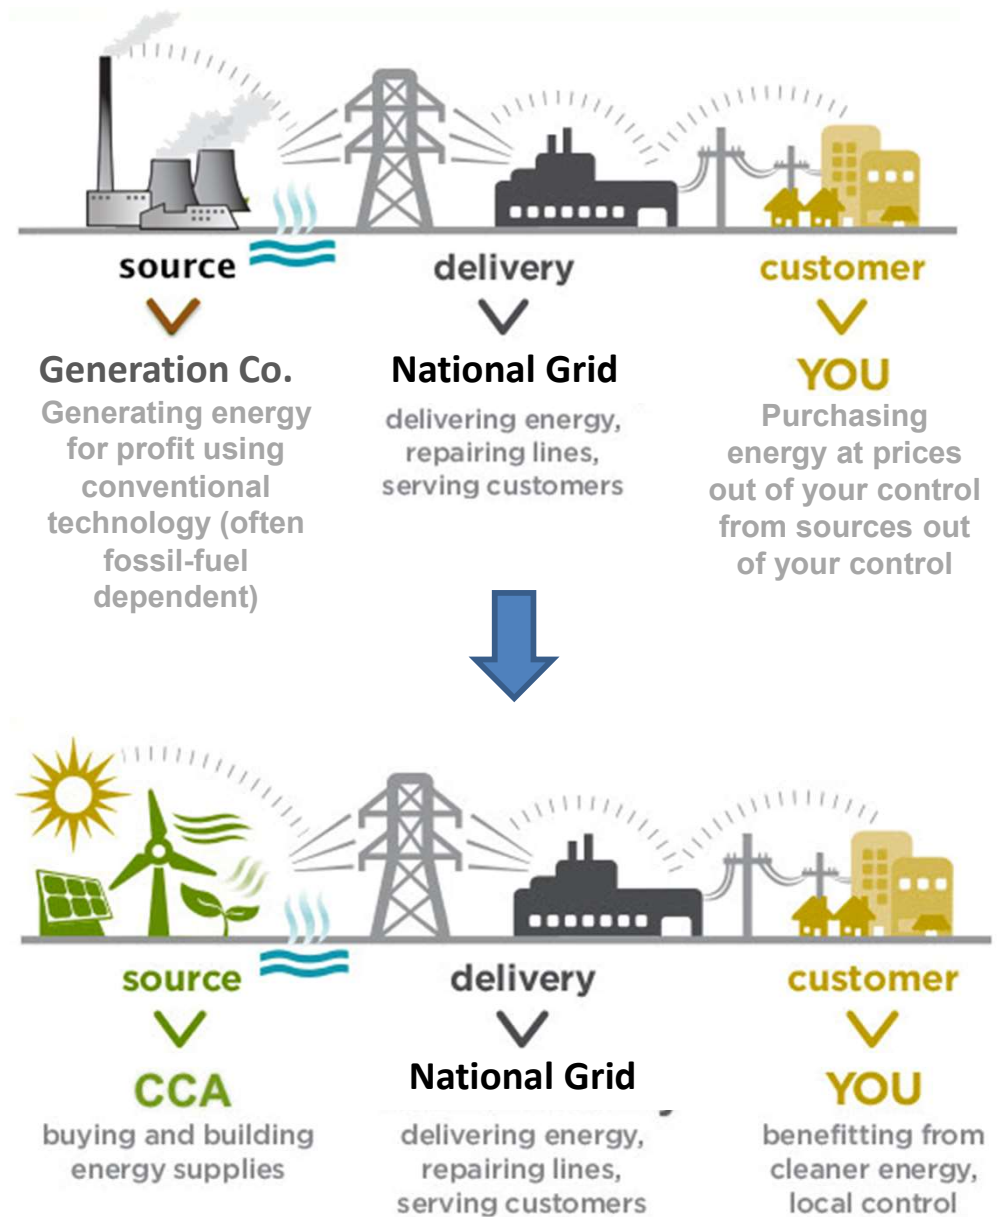 source
delivery
customer
Generation Co.
Generating energy
for profit using
conventional
technology (often
fossil-fuel
dependent)
National Grid
delivering energy,
repairing lines,
serving customers
YOU
Purchasing
energy at prices
out of your control
from sources out
of your control
source
delivery
customer
CCA
buying and building
energy supplies
National Grid
delivering energy,
repairing lines,
serving customers
YOU
benefitting from
cleaner energy,
local control